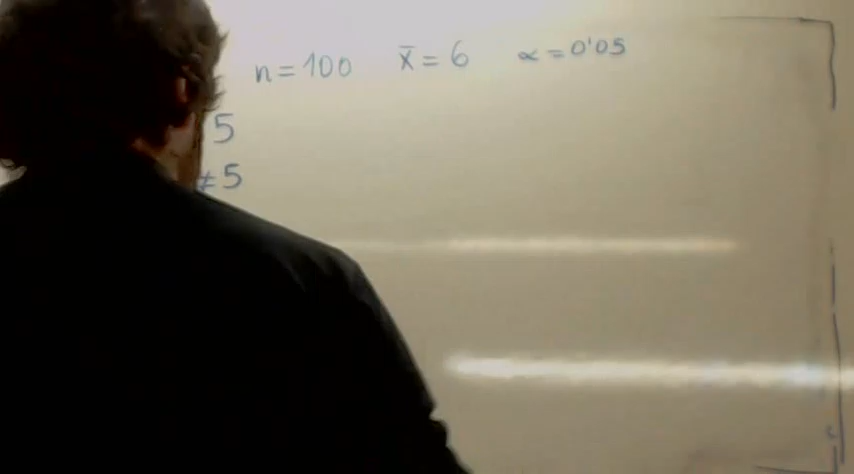 n = 100 x̄ = 6 α = 0'05
5
≠ 5